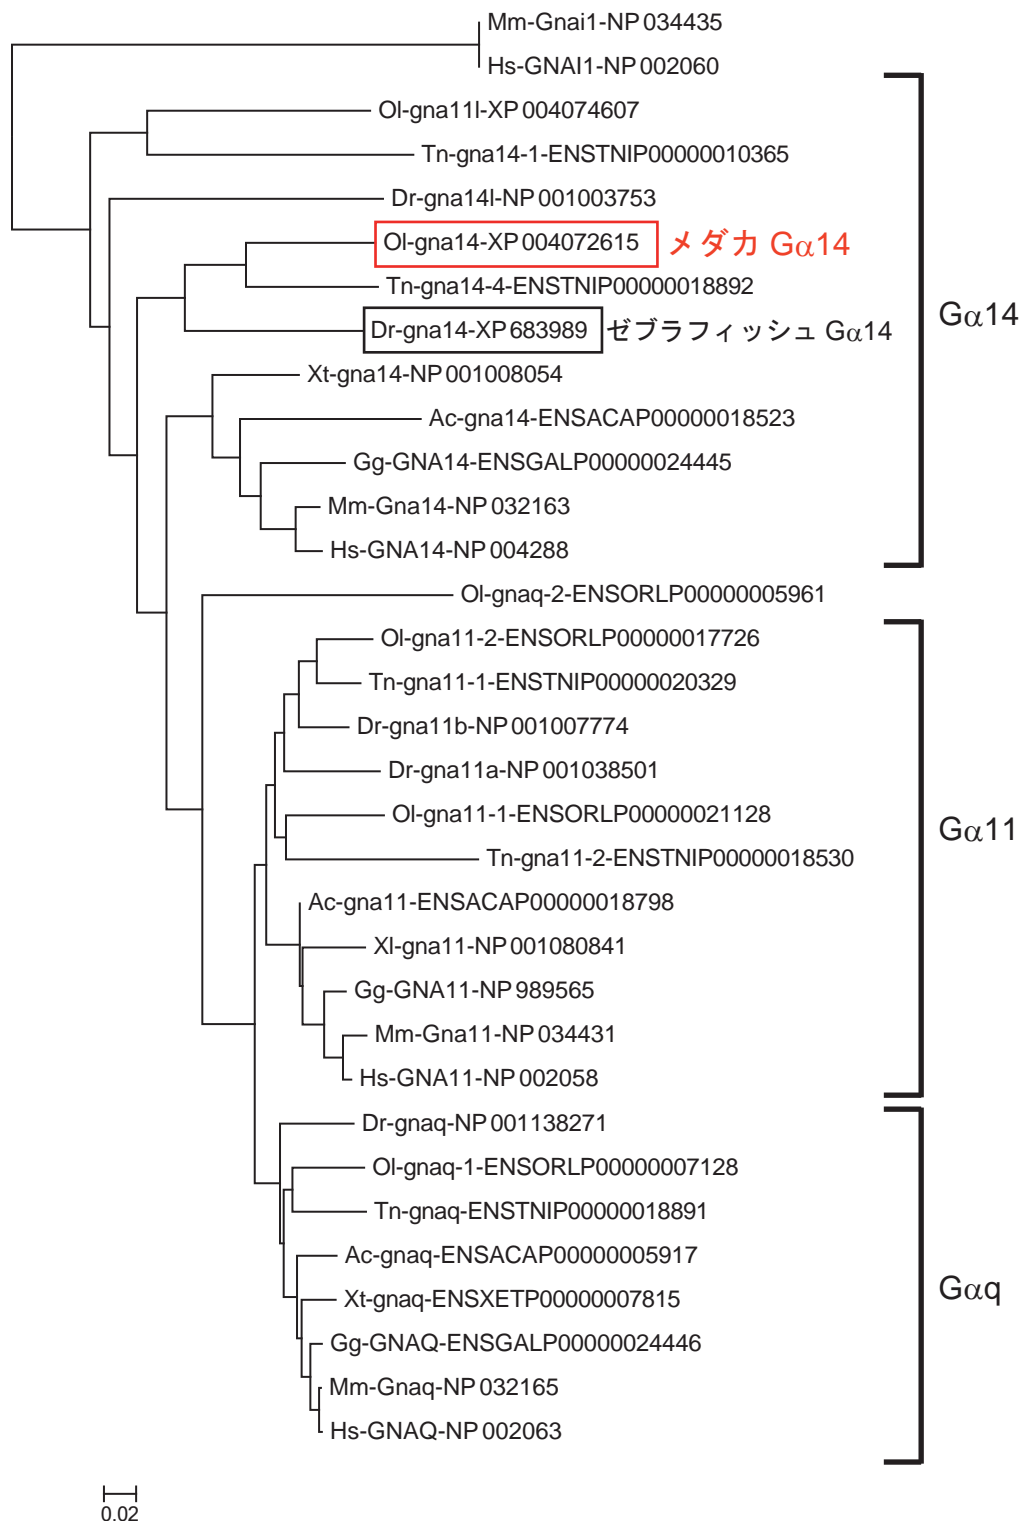 Mm-Gnai1-NP 034435
Hs-GNAI1-NP 002060
Ol-gna11l-XP 004074607
Tn-gna14-1-ENSTNIP00000010365
Dr-gna14l-NP 001003753
Ol-gna14-XP 004072615 メダカ Gα14
Tn-gna14-4-ENSTNIP00000018892
Dr-gna14-XP 683989 ゼブラフィッシュ Gα14
Gα14
Xt-gna14-NP 001008054
Ac-gna14-ENSACAP00000018523
Gg-GNA14-ENSGALP00000024445
Mm-Gna14-NP 032163
Hs-GNA14-NP 004288
Ol-gnaq-2-ENSORLP00000005961
Ol-gna11-2-ENSORLP00000017726
Tn-gna11-1-ENSTNIP00000020329
Dr-gna11b-NP 001007774
Dr-gna11a-NP 001038501
Ol-gna11-1-ENSORLP00000021128
Gα11
Tn-gna11-2-ENSTNIP00000018530
Ac-gna11-ENSACAP00000018798
Xl-gna11-NP 001080841
Gg-GNA11-NP 989565
Mm-Gna11-NP 034431
Hs-GNA11-NP 002058
Dr-gnaq-NP 001138271
Ol-gnaq-1-ENSORLP00000007128
Tn-gnaq-ENSTNIP00000018891
Ac-gnaq-ENSACAP00000005917
Gαq
Xt-gnaq-ENSXETP00000007815
Gg-GNAQ-ENSGALP00000024446
Mm-Gnaq-NP 032165
Hs-GNAQ-NP 002063
0.02